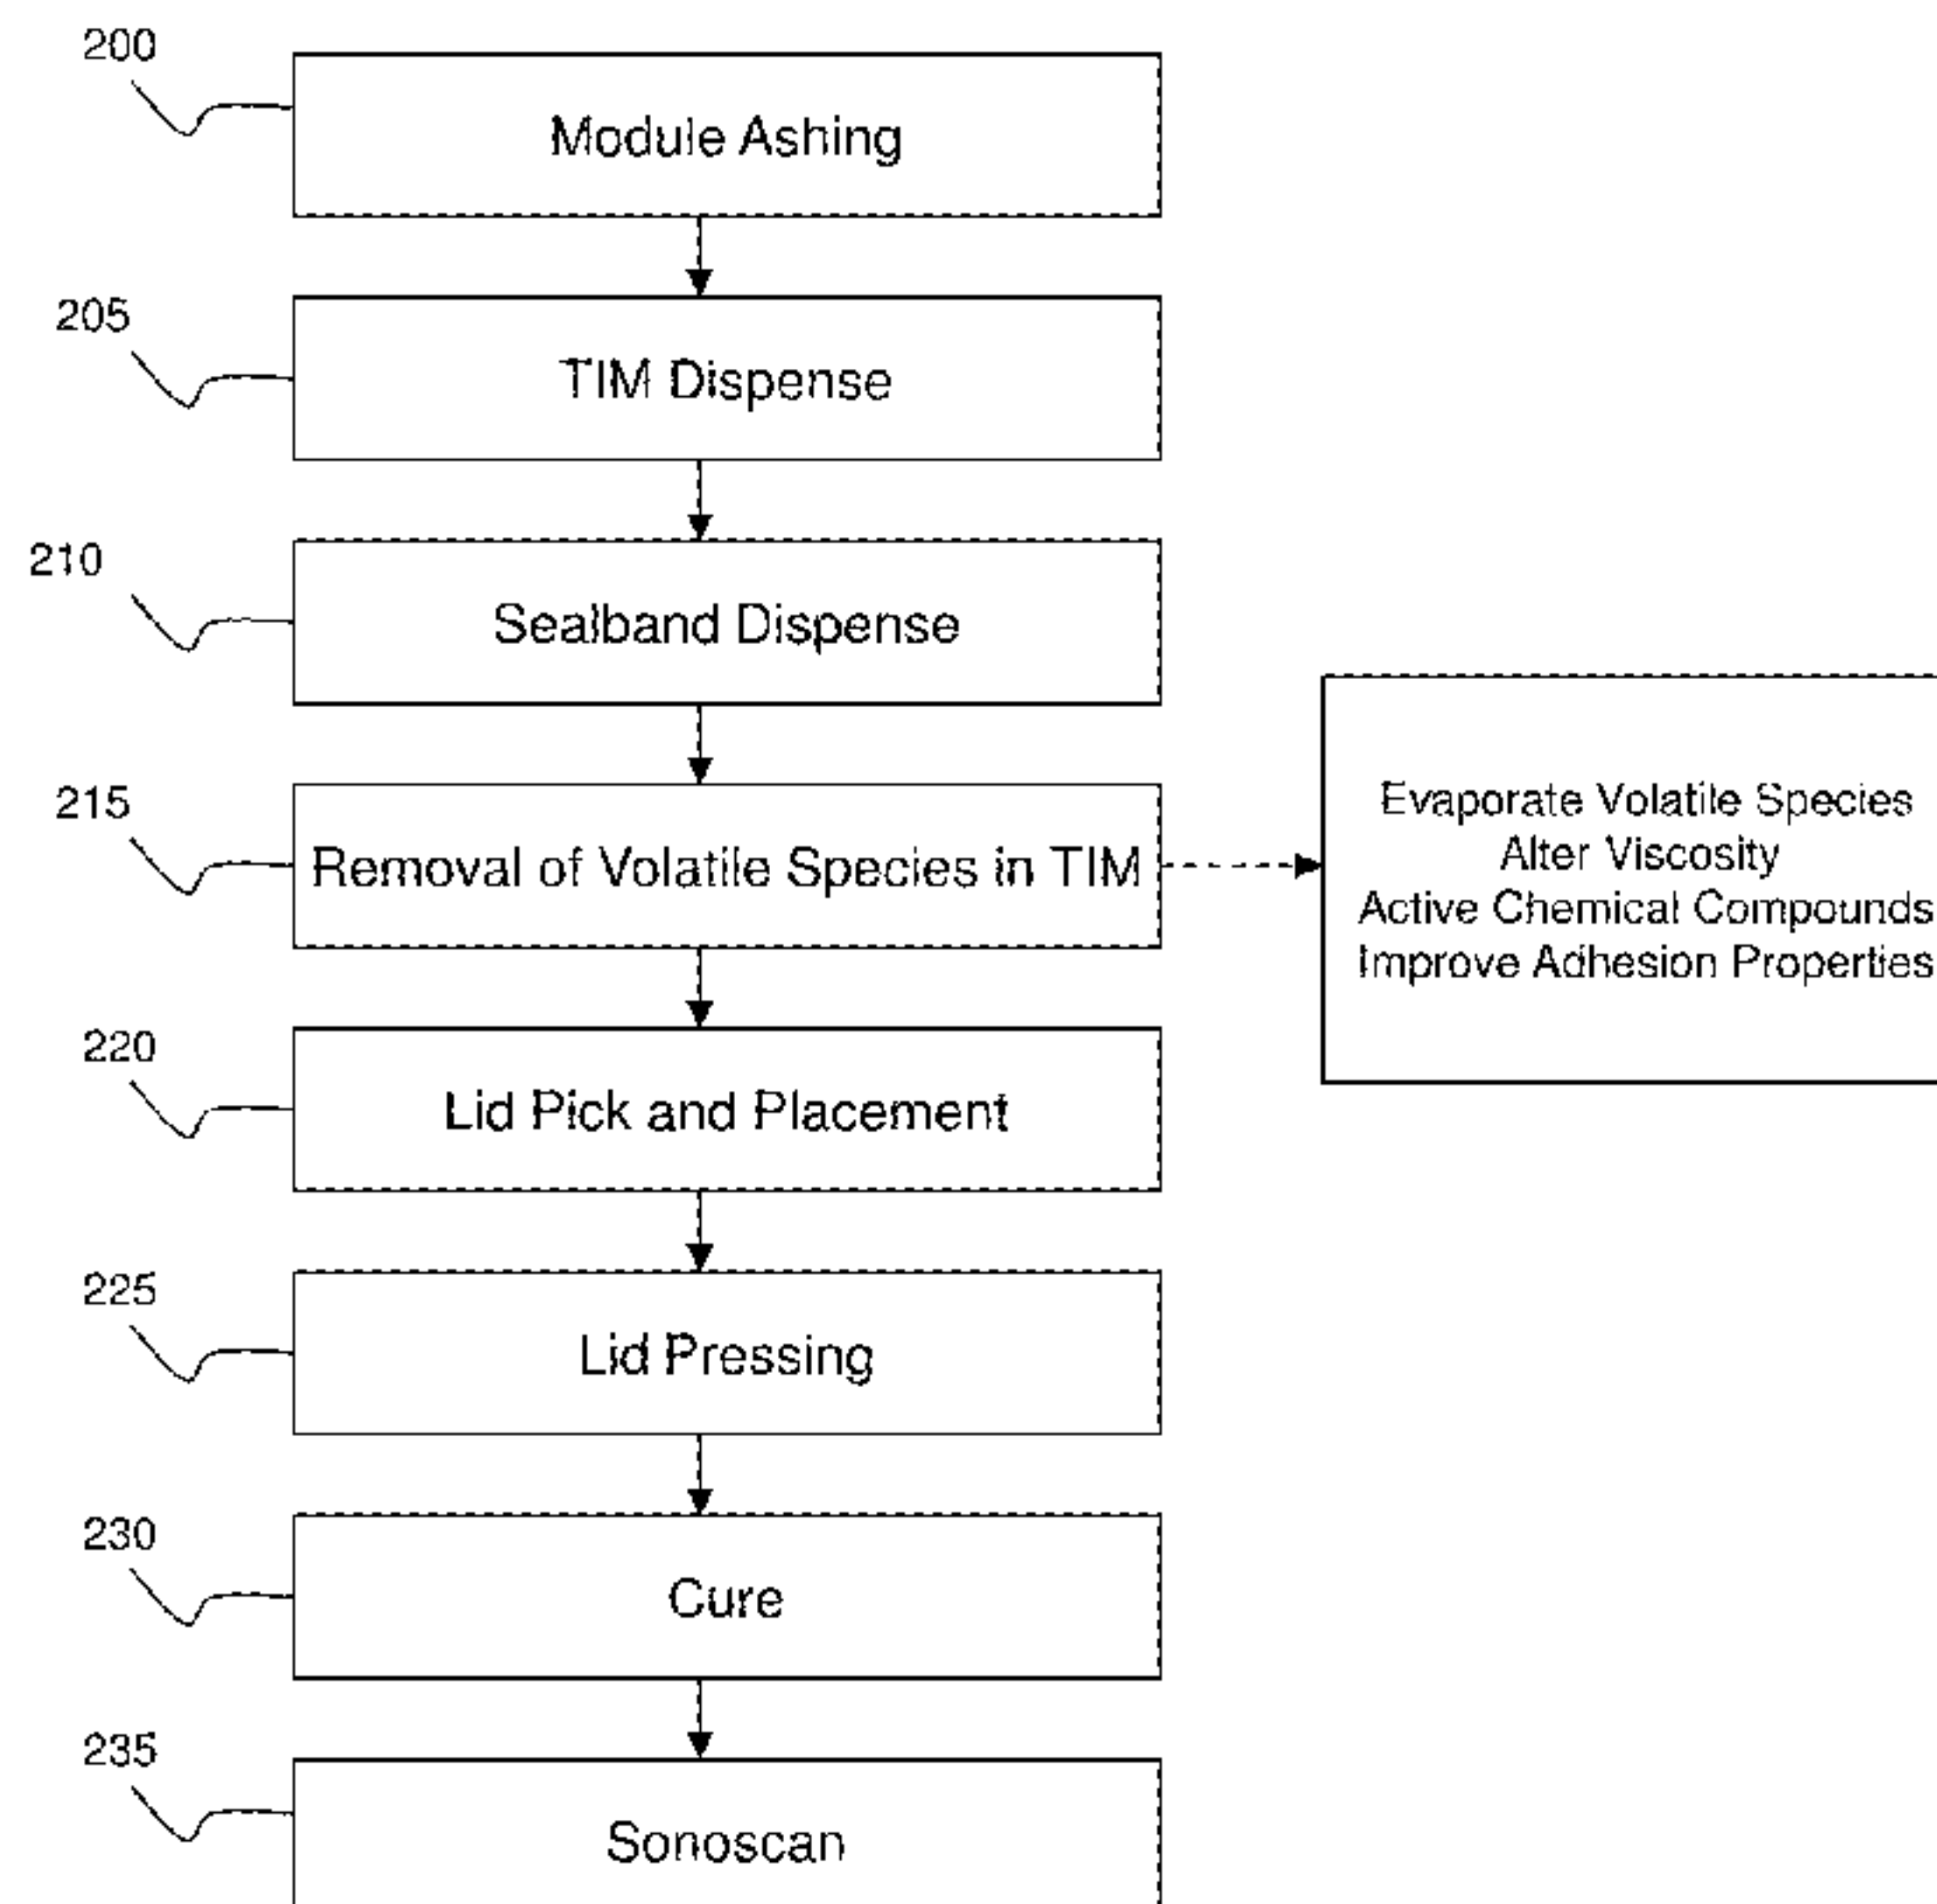 200
Module Ashing
205
TIM Dispense
210
Sealband Dispense
215
Removal of Volatile Species in TIM
Evaporate Volatile Species
Alter Viscosity
Active Chemical Compounds
Improve Adhesion Properties
220
Lid Pick and Placement
225
Lid Pressing
230
Cure
235
Sonoscan